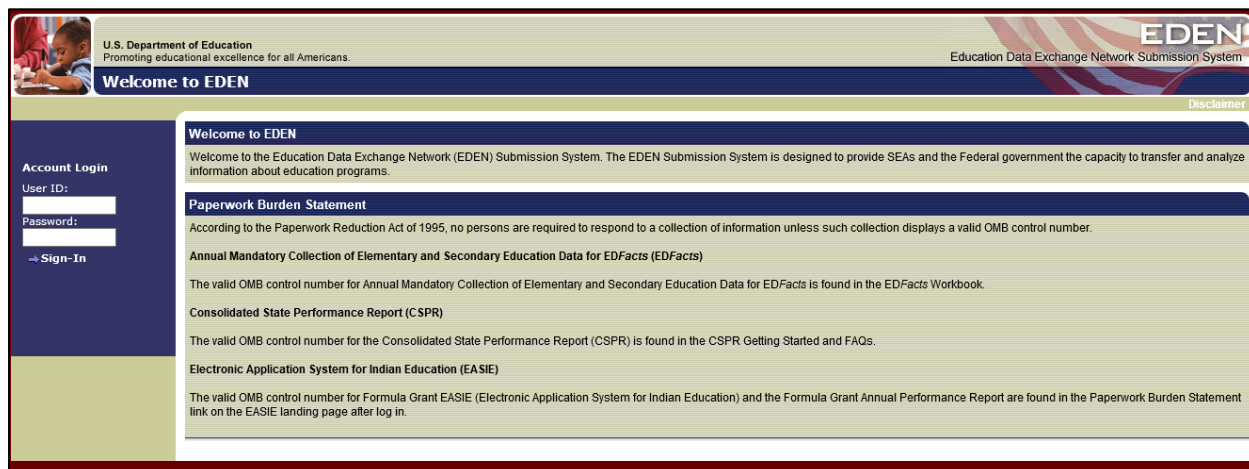 U.S. Department of Education
Promoting educational excellence for all Americans.
EDEN
Education Data Exchange Network Submission System
Welcome to EDEN
Disclaimer
Account Login
User ID:
Password:
Sign-In
Welcome to EDEN
Welcome to the Education Data Exchange Network (EDEN) Submission System. The EDEN Submission System is designed to provide SEAs and the Federal government the capacity to transfer and analyze
information about education programs.
Paperwork Burden Statement
According to the Paperwork Reduction Act of 1995, no persons are required to respond to a collection of information unless such collection displays a valid OMB control number.
Annual Mandatory Collection of Elementary and Secondary Education Data for EDFacts (EDFacts)
The valid OMB control number for Annual Mandatory Collection of Elementary and Secondary Education Data for EDFacts is found in the EDFacts Workbook.
Consolidated State Performance Report (CSPR)
The valid OMB control number for the Consolidated State Performance Report (CSPR) is found in the CSPR Getting Started and FAQs.
Electronic Application System for Indian Education (EASIE)
The valid OMB control number for Formula Grant EASIE (Electronic Application System for Indian Education) and the Formula Grant Annual Performance Report are found in the Paperwork Burden Statement
link on the EASIE landing page after log in.